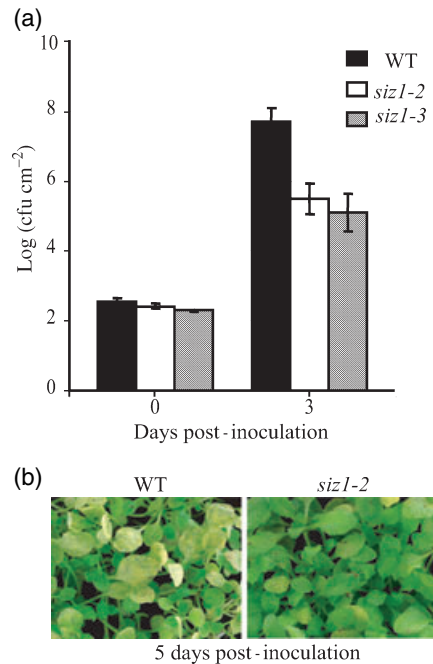 (a)
WT
siz1-2
siz1-3
Log (cfu cm⁻²)
10
8
6
4
2
0
0
3
Days post-inoculation
(b)
WT
siz1-2
5 days post-inoculation